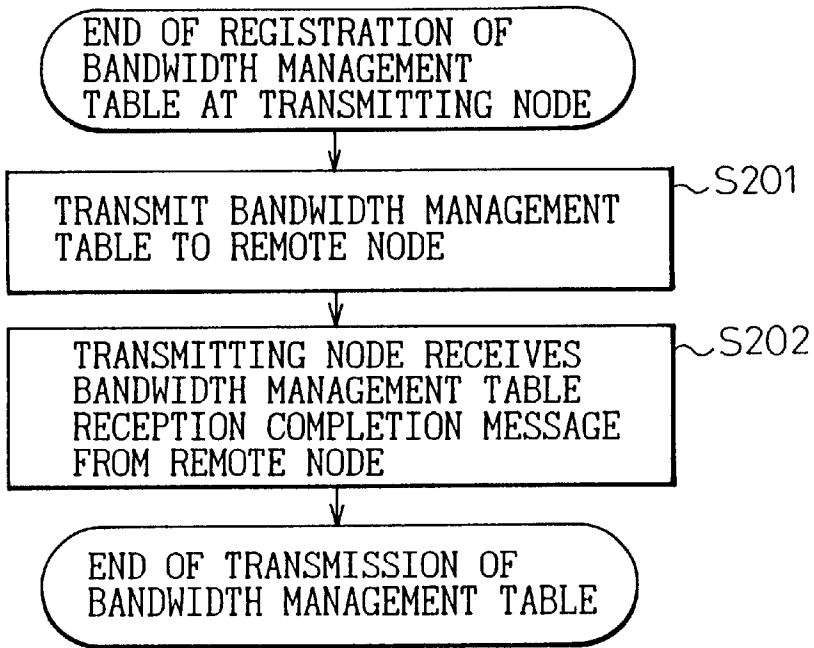 END OF REGISTRATION OF
BANDWIDTH MANAGEMENT
TABLE AT TRANSMITTING NODE
S201
TRANSMIT BANDWIDTH MANAGEMENT
TABLE TO REMOTE NODE
S202
TRANSMITTING NODE RECEIVES
BANDWIDTH MANAGEMENT TABLE
RECEPTION COMPLETION MESSAGE
FROM REMOTE NODE
END OF TRANSMISSION OF
BANDWIDTH MANAGEMENT TABLE